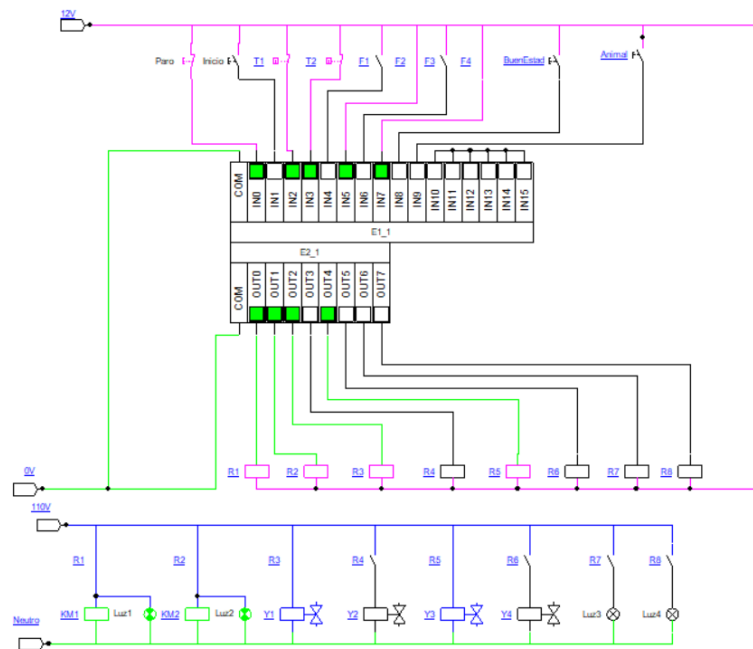 12V
Paro Inicio T1 T2 F1 F2 F3 F4 BuenEstad Animal
COM IN0 IN1 IN2 IN3 IN4 IN5 IN6 IN7 IN8 IN9 IN10 IN11 IN12 IN13 IN14 IN15
E1_1
E2_1
COM OUT0 OUT1 OUT2 OUT3 OUT4 OUT5 OUT6 OUT7
0V
R1 R2 R3 R4 R5 R6 R7 R8
110V
R1 R2 R3 R4 R5 R6 R7 R8
KM1 Luz1 KM2 Luz2 Y1 Y2 Y3 Y4 Luz3 Luz4
Neutro